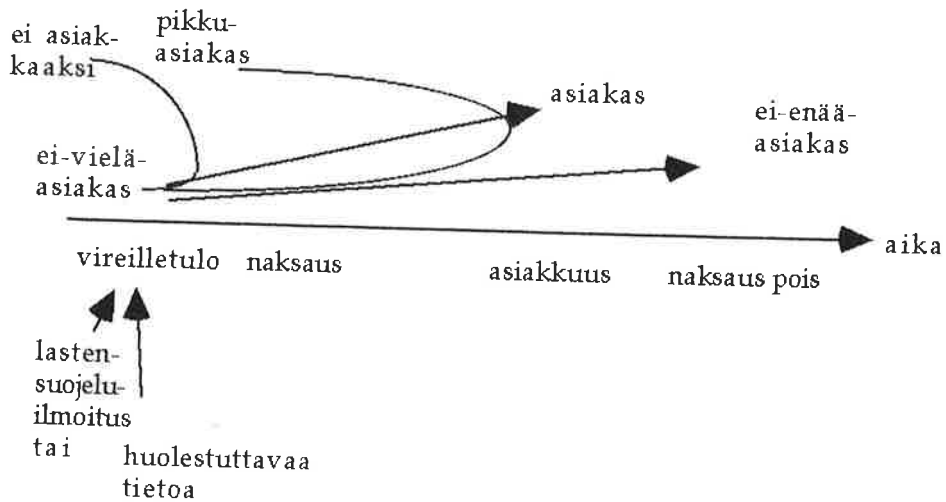 ei asiak-
kaaksi
pikku-
asiakas
asiakas
ei-enää-
asiakas
ei-vielä-
asiakas
aika
vireilletulo naksaus asiakkuus naksaus pois
lasten-
suojelu-
ilmoitus
tai
huolestuttavaa
tietoa